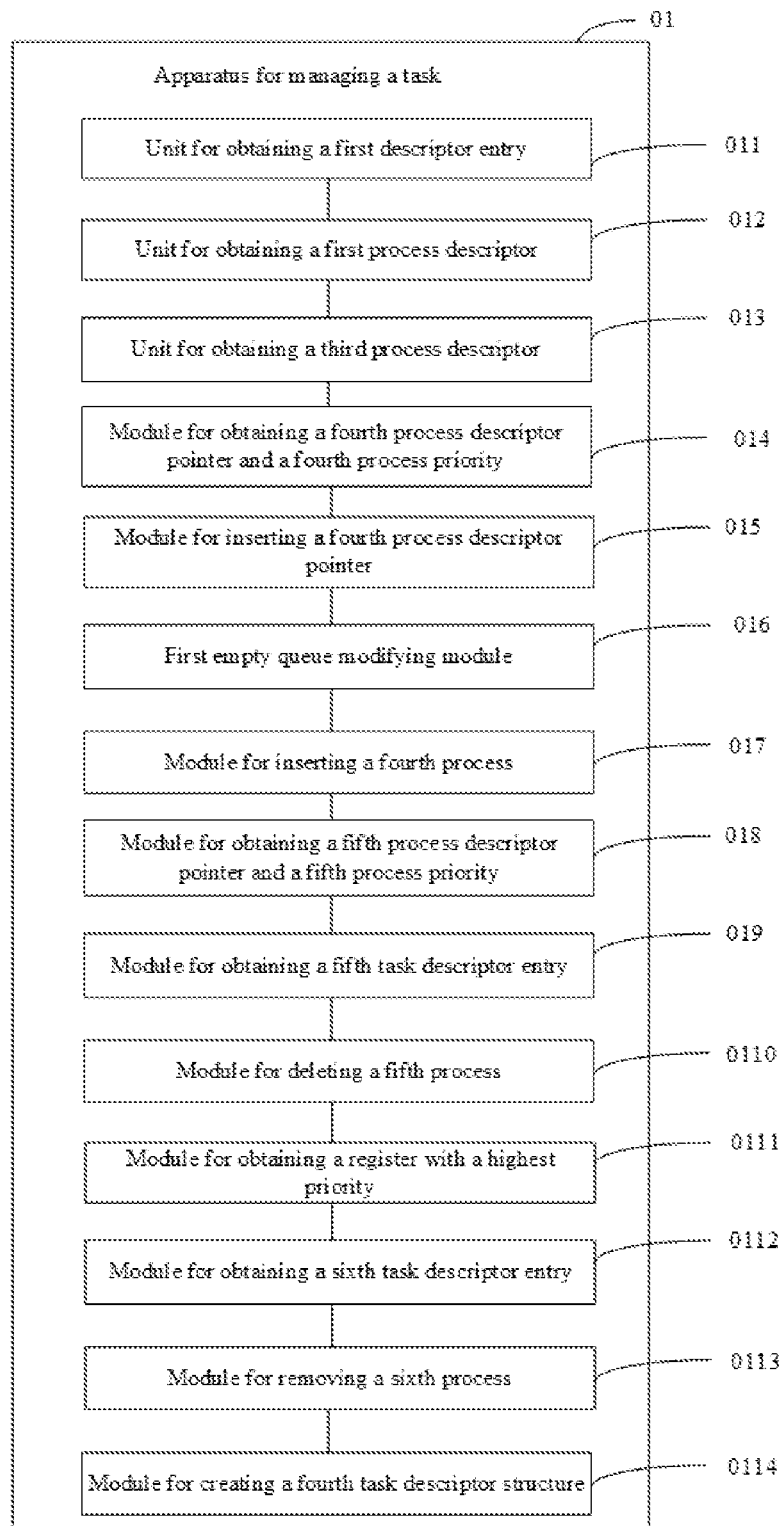 01
Apparatus for managing a task
Unit for obtaining a first descriptor entry
011
Unit for obtaining a first process descriptor
012
Unit for obtaining a third process descriptor
013
Module for obtaining a fourth process descriptor
pointer and a fourth process priority
014
Module for inserting a fourth process descriptor
pointer
015
First empty queue modifying module
016
Module for inserting a fourth process
017
Module for obtaining a fifth process descriptor
pointer and a fifth process priority
018
Module for obtaining a fifth task descriptor entry
019
Module for deleting a fifth process
0110
Module for obtaining a register with a highest
priority
0111
Module for obtaining a sixth task descriptor entry
0112
Module for removing a sixth process
0113
Module for creating a fourth task descriptor structure
0114